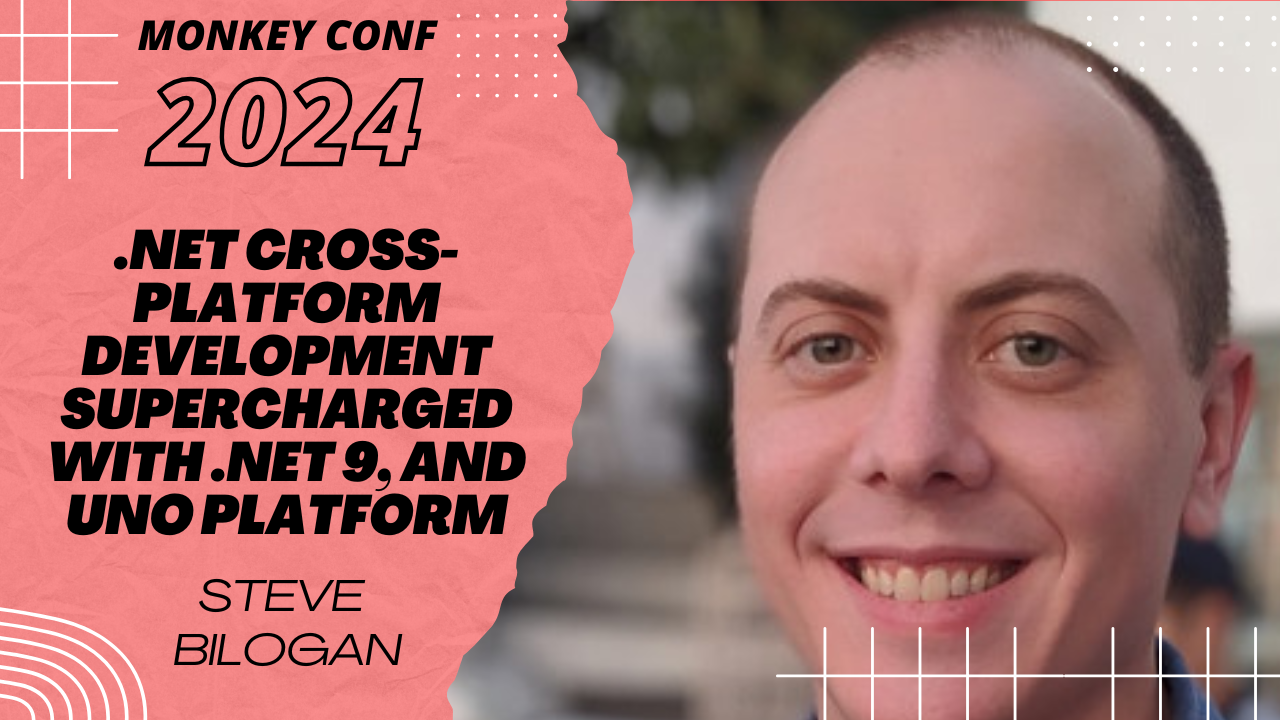 MONKEY CONF
2024
.NET CROSS-
PLATFORM
DEVELOPMENT
SUPERCHARGED
WITH .NET 9, AND
UNO PLATFORM
STEVE
BILOGAN